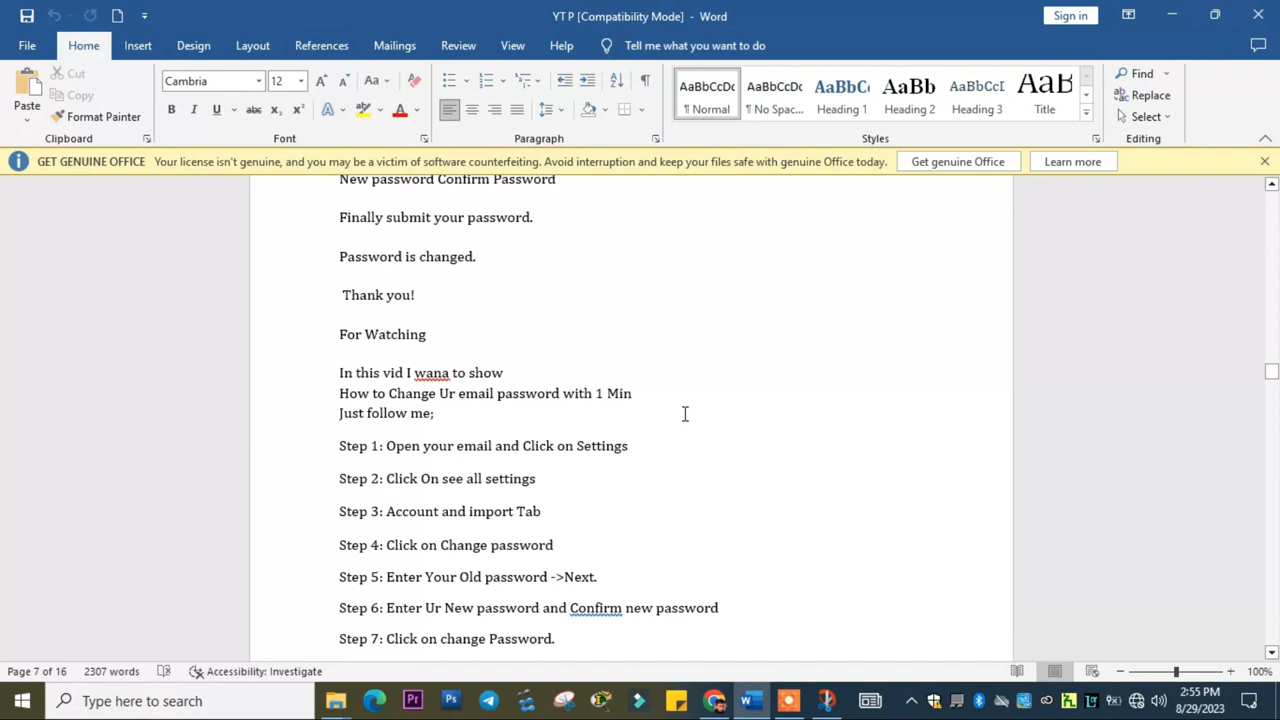 YT P [Compatibility Mode] - Word
Sign in
File Home Insert Design Layout References Mailings Review View Help Tell me what you want to do
Paste
Cut
Copy
Format Painter
Clipboard
Cambria 12
Aa
B I U abc x₂ x²
A A
Font
Paragraph
AaBbCcDc AaBbCcDc AaBbCc AaBb AaBbCcD AaB
¶ Normal ¶ No Spac... Heading 1 Heading 2 Heading 3 Title
Styles
Find
Replace
Select
Editing
GET GENUINE OFFICE Your license isn't genuine, and you may be a victim of software counterfeiting. Avoid interruption and keep your files safe with genuine Office today. Get genuine Office Learn more
New password Confirm Password
Finally submit your password.
Password is changed.
Thank you!
For Watching
In this vid I wana to show
How to Change Ur email password with 1 Min
Just follow me;
Step 1: Open your email and Click on Settings
Step 2: Click On see all settings
Step 3: Account and import Tab
Step 4: Click on Change password
Step 5: Enter Your Old password ->Next.
Step 6: Enter Ur New password and Confirm new password
Step 7: Click on change Password.
Page 7 of 16 2307 words Accessibility: Investigate 100%
Type here to search
Pr Ps
2:55 PM
8/29/2023